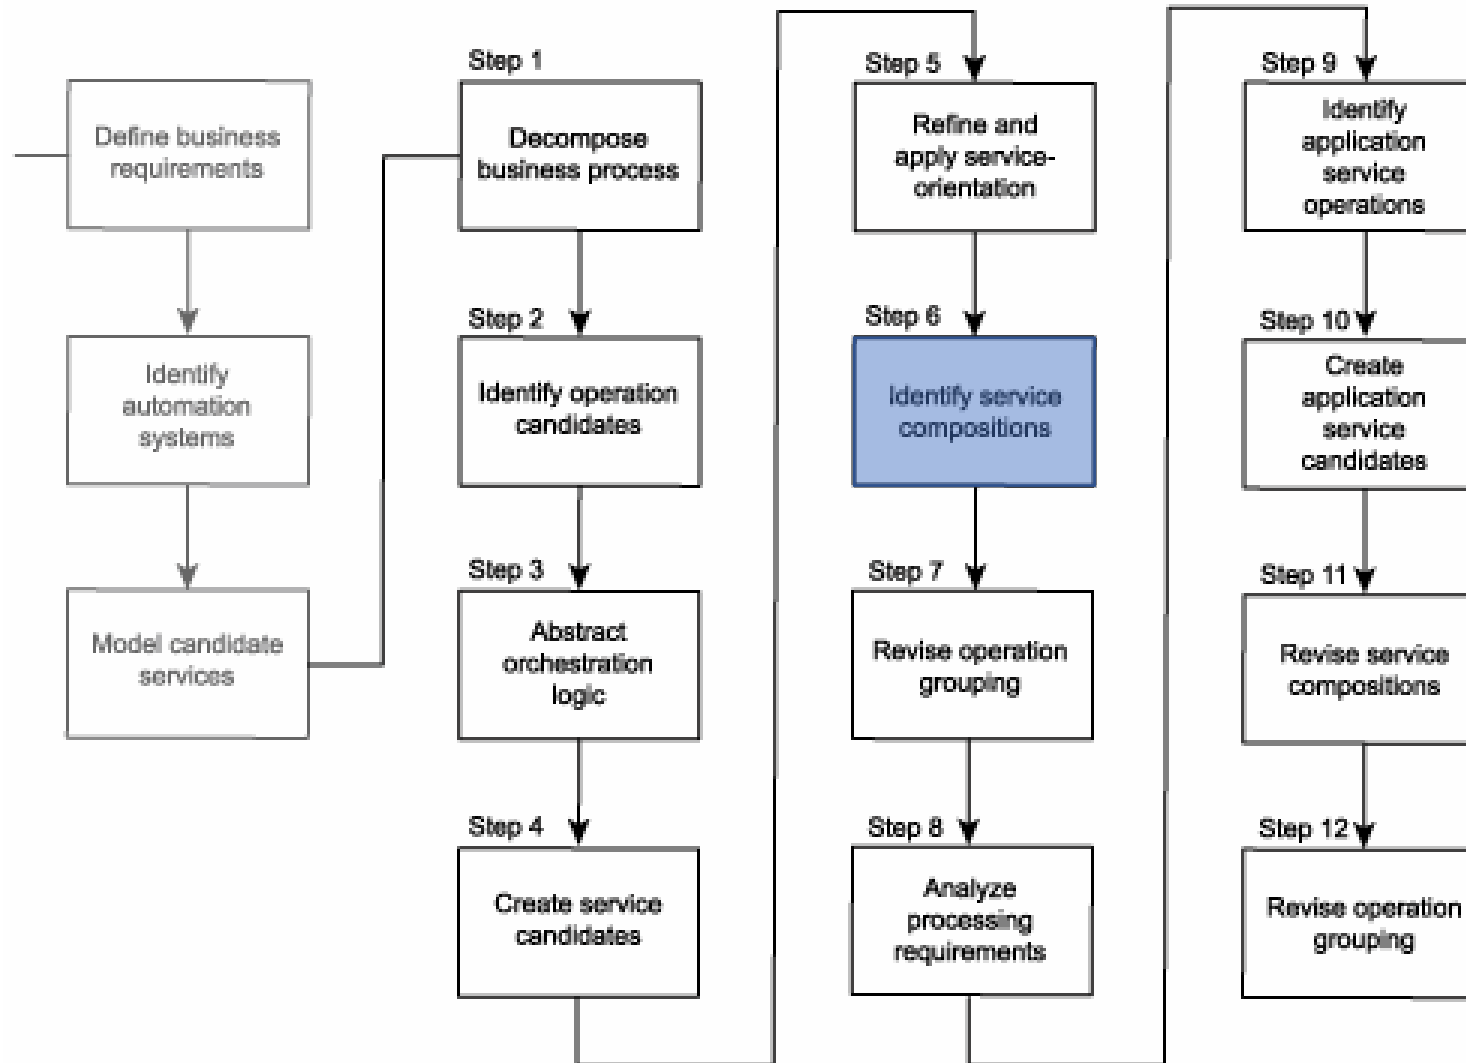 Define business
requirements
Identify
automation
systems
Model candidate
services
Step 1
Decompose
business process
Step 2
Identify operation
candidates
Step 3
Abstract
orchestration
logic
Step 4
Create service
candidates
Step 5
Refine and
apply service-
orientation
Step 6
Identify service
compositions
Step 7
Revise operation
grouping
Step 8
Analyze
processing
requirements
Step 9
Identify
application
service
operations
Step 10
Create
application
service
candidates
Step 11
Revise service
compositions
Step 12
Revise operation
grouping